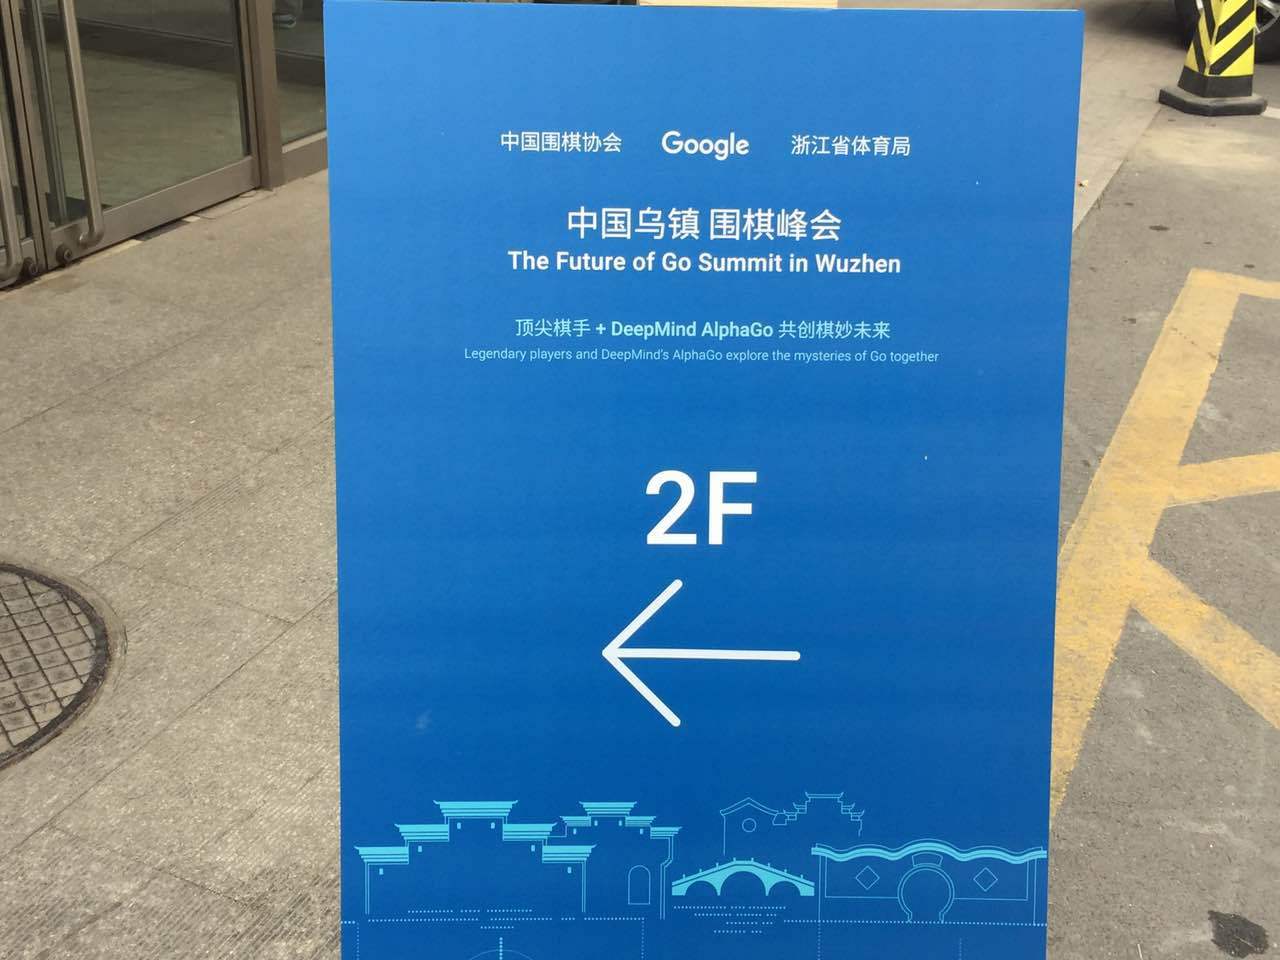 中国围棋协会 Google 浙江省体育局
中国乌镇 围棋峰会
The Future of Go Summit in Wuzhen
顶尖棋手 + DeepMind AlphaGo 共创棋妙未来
Legendary players and DeepMind's AlphaGo explore the mysteries of Go together
2F